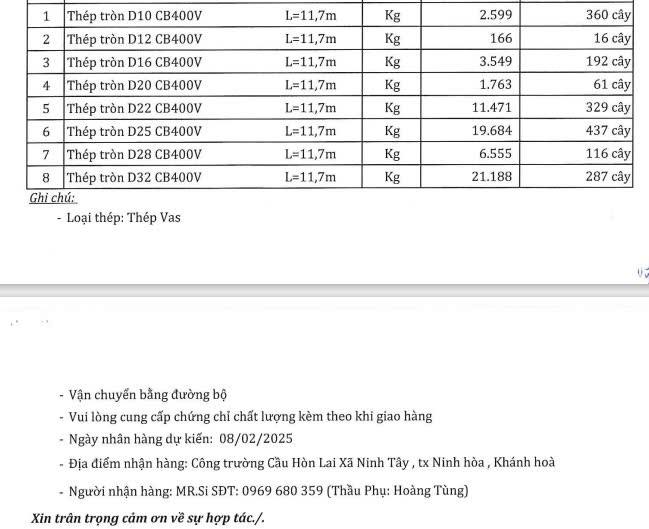 1 Thép tròn D10 CB400V L=11,7m Kg 2.599 360 cây
2 Thép tròn D12 CB400V L=11,7m Kg 166 16 cây
3 Thép tròn D16 CB400V L=11,7m Kg 3.549 192 cây
4 Thép tròn D20 CB400V L=11,7m Kg 1.763 61 cây
5 Thép tròn D22 CB400V L=11,7m Kg 11.471 329 cây
6 Thép tròn D25 CB400V L=11,7m Kg 19.684 437 cây
7 Thép tròn D28 CB400V L=11,7m Kg 6.555 116 cây
8 Thép tròn D32 CB400V L=11,7m Kg 21.188 287 cây
Ghi chú:
- Loại thép: Thép Vas
- Vận chuyển bằng đường bộ
- Vui lòng cung cấp chứng chỉ chất lượng kèm theo khi giao hàng
- Ngày nhân hàng dự kiến: 08/02/2025
- Địa điểm nhận hàng: Công trường Cầu Hòn Lai Xã Ninh Tây , tx Ninh hòa , Khánh hoà
- Người nhận hàng: MR.Si SĐT: 0969 680 359 (Thầu Phụ: Hoàng Tùng)
Xin trân trọng cảm ơn về sự hợp tác./.